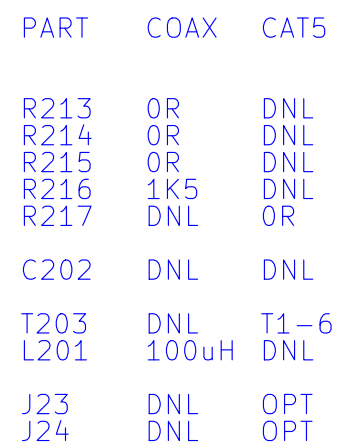 PART COAX CAT5
R213 0R DNL
R214 0R DNL
R215 0R DNL
R216 1K5 DNL
R217 DNL 0R
C202 DNL DNL
T203 DNL T1-6
L201 100uH DNL
J23 DNL OPT
J24 DNL OPT